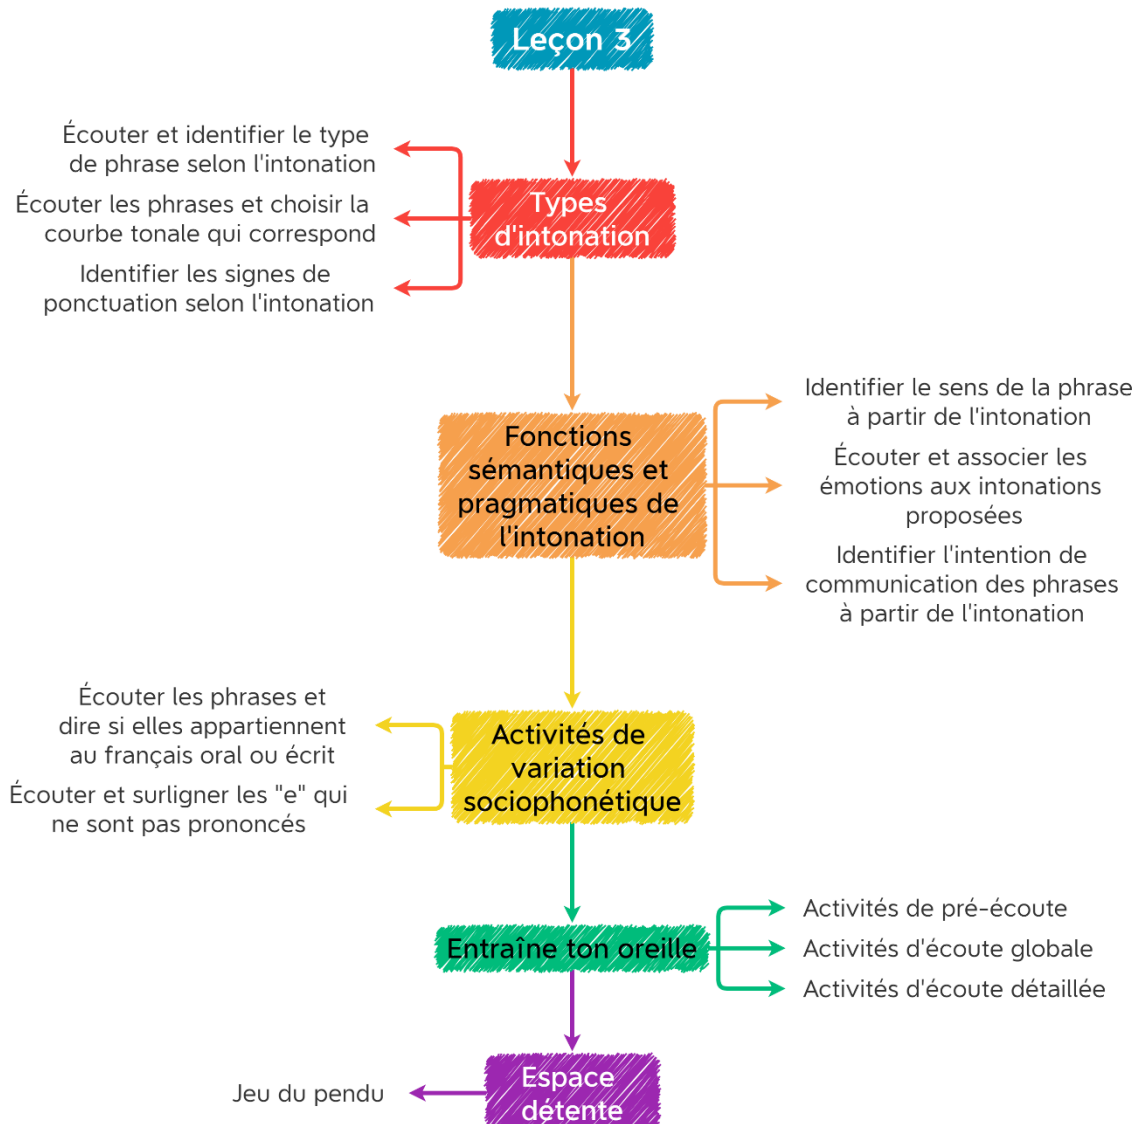 Leçon 3
Écouter et identifier le type
de phrase selon l'intonation
Écouter les phrases et choisir la
courbe tonale qui correspond
Identifier les signes de
ponctuation selon l'intonation
Types
d'intonation
Fonctions
sémantiques et
pragmatiques de
l'intonation
Identifier le sens de la phrase
à partir de l'intonation
Écouter et associer les
émotions aux intonations
proposées
Identifier l'intention de
communication des phrases
à partir de l'intonation
Écouter les phrases et
dire si elles appartiennent
au français oral ou écrit
Écouter et surligner les "e" qui
ne sont pas prononcés
Activités de
variation
sociophonétique
Entraîne ton oreille
Activités de pré-écoute
Activités d'écoute globale
Activités d'écoute détaillée
Jeu du pendu
Espace
détente